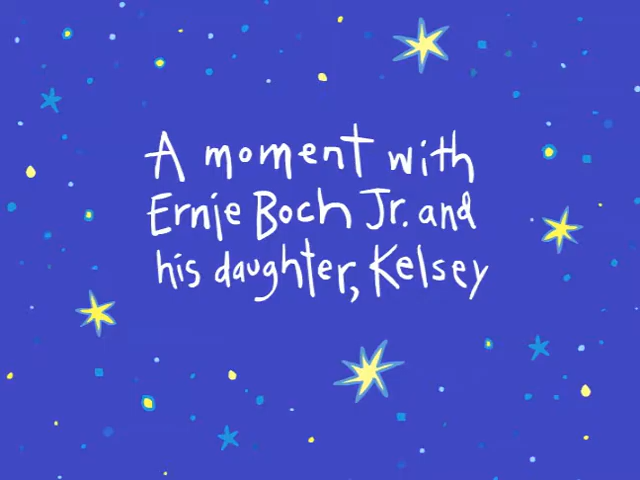 A moment with
Ernie Boch Jr. and
his daughter, Kelsey